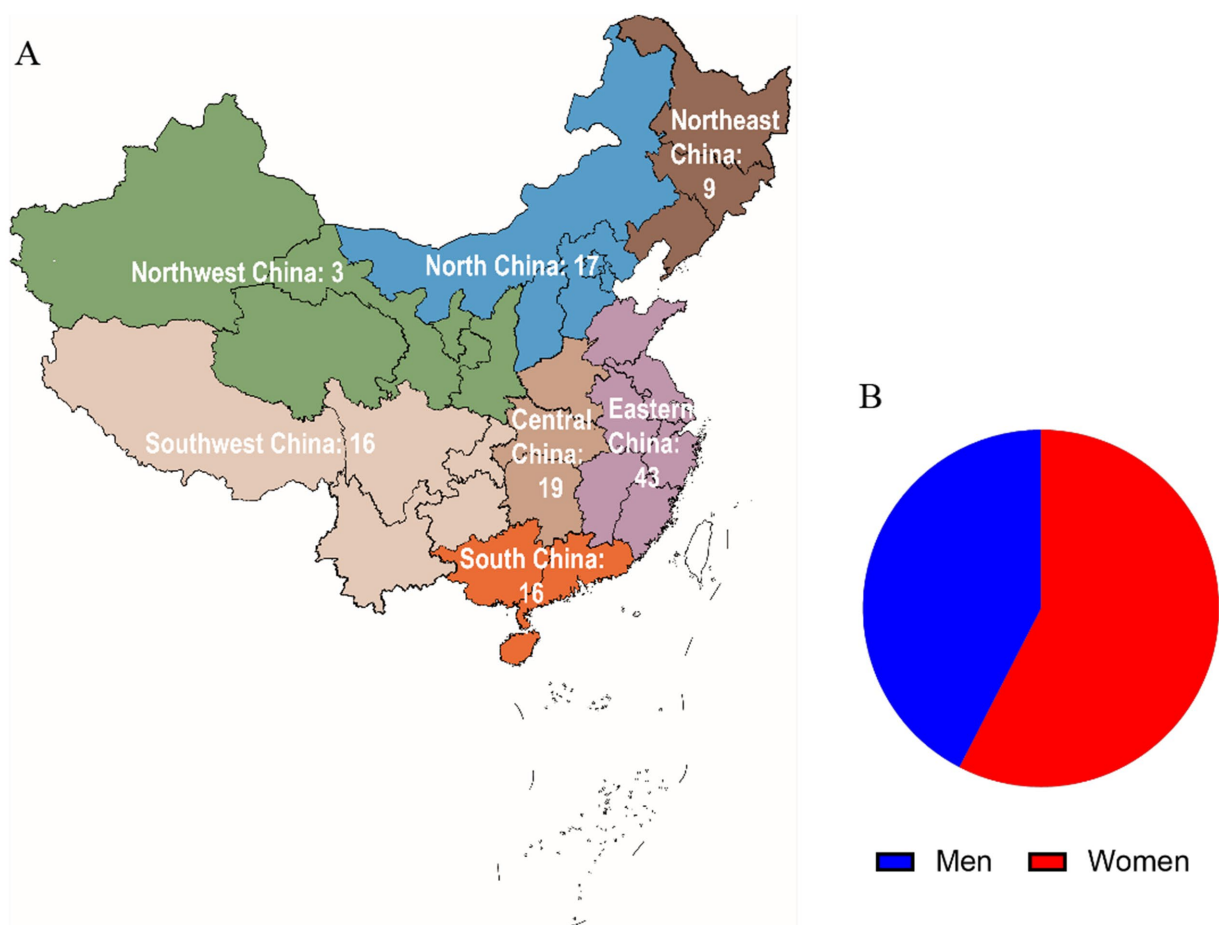 A
Northeast
China:
9
Northwest China: 3
North China: 17
Southwest China: 16
Central
China:
19
Eastern
China:
43
South China:
16
B
Men
Women